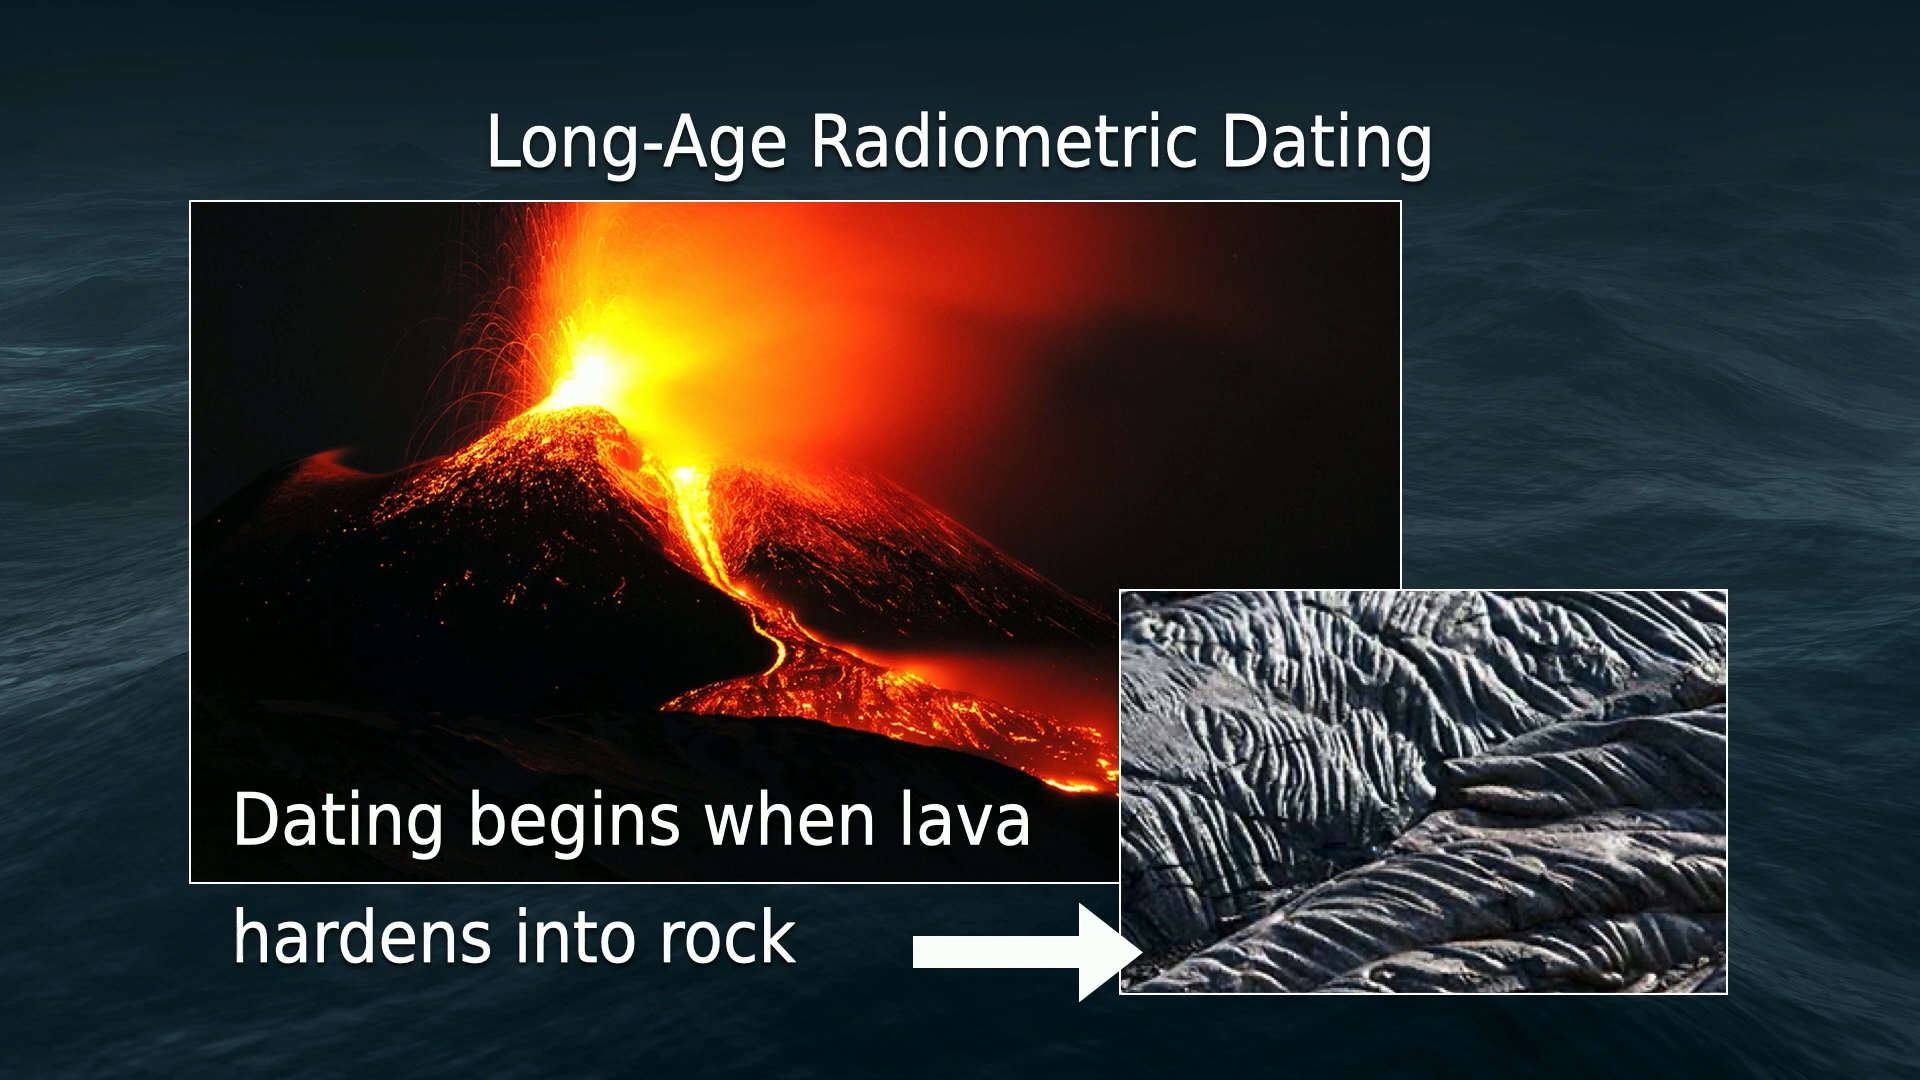 Long-Age Radiometric Dating
Dating begins when lava
hardens into rock